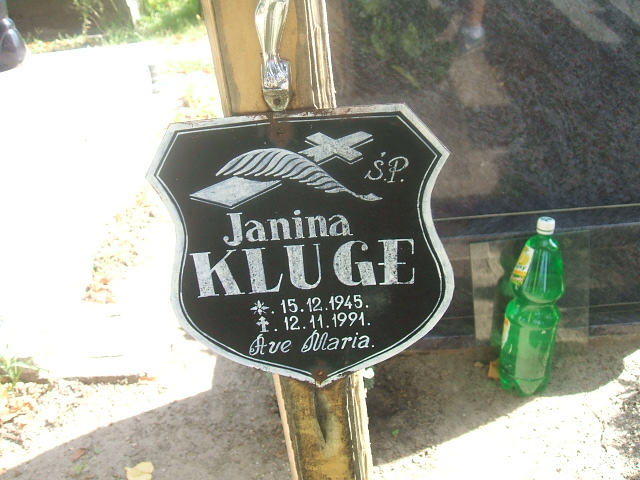 Ś.P.
Janina
KLUGE
*. 15.12.1945.
†. 12.11.1991.
Ave Maria.